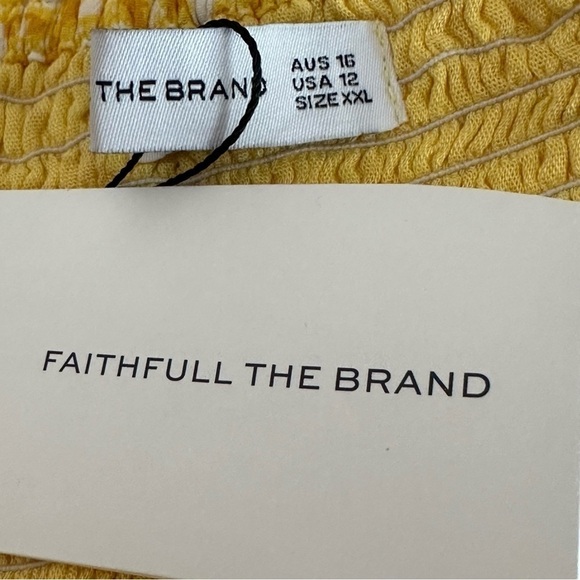 THE BRAND
AUS 16
USA 12
SIZE XXL
FAITHFULL THE BRAND